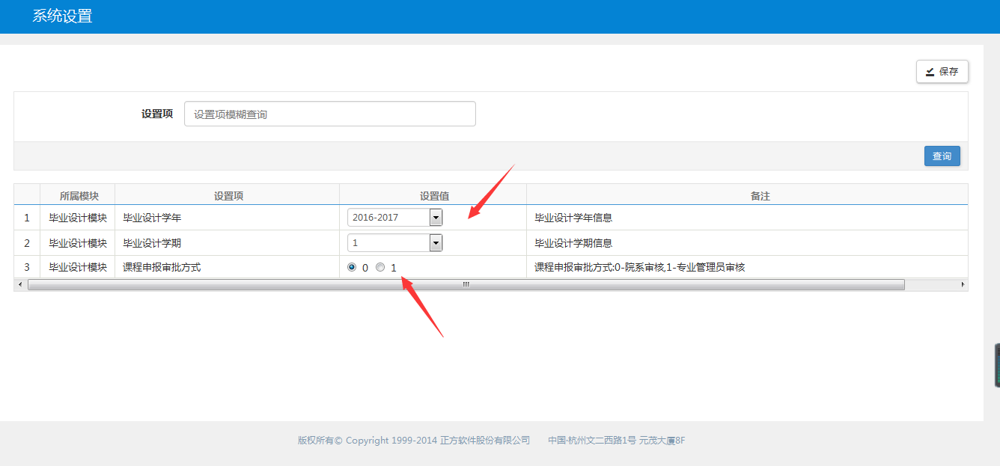 系统设置
保存
设置项 设置项模糊查询
查询
所属模块 设置项 设置值 备注
1 毕业设计模块 毕业设计学年 2016-2017 毕业设计学年信息
2 毕业设计模块 毕业设计学期 1 毕业设计学期信息
3 毕业设计模块 课程申报审批方式 0 1 课程申报审批方式:0-院系审核,1-专业管理员审核
版权所有© Copyright 1999-2014 正方软件股份有限公司 中国·杭州文二西路1号 元茂大厦8F